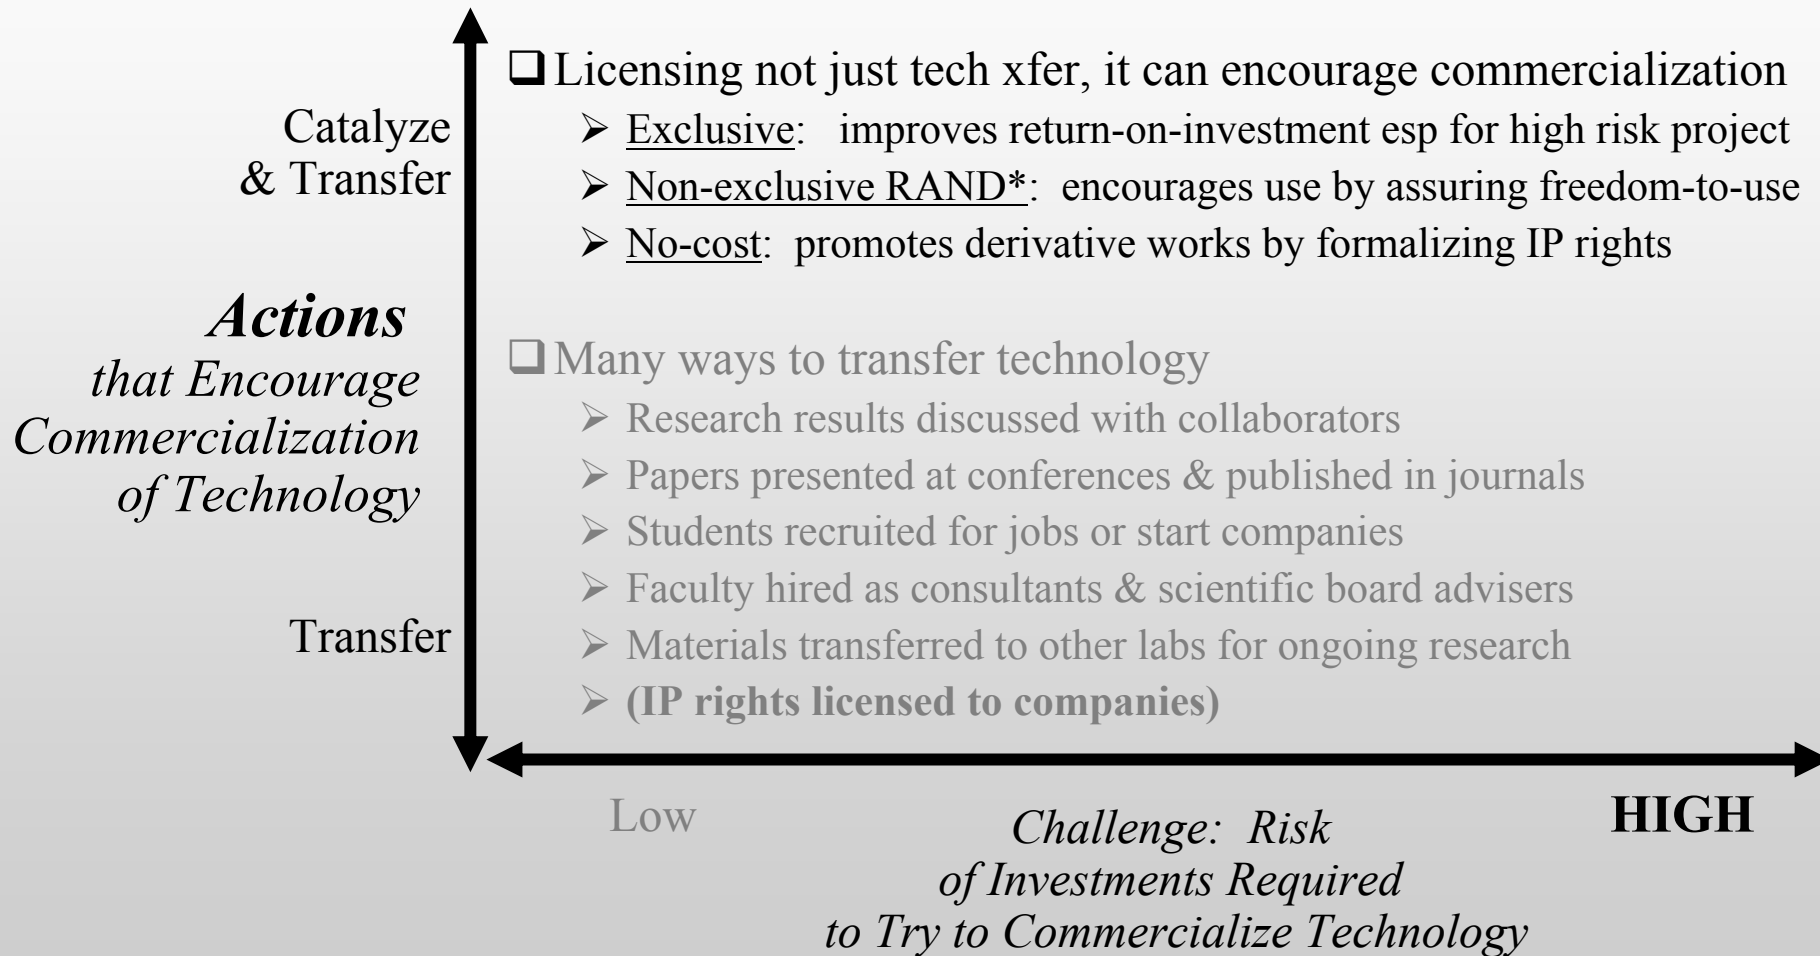 Catalyze
& Transfer
Actions
that Encourage
Commercialization
of Technology
Transfer
❑ Licensing not just tech xfer, it can encourage commercialization
➢ Exclusive: improves return-on-investment esp for high risk project
➢ Non-exclusive RAND*: encourages use by assuring freedom-to-use
➢ No-cost: promotes derivative works by formalizing IP rights
❑ Many ways to transfer technology
➢ Research results discussed with collaborators
➢ Papers presented at conferences & published in journals
➢ Students recruited for jobs or start companies
➢ Faculty hired as consultants & scientific board advisers
➢ Materials transferred to other labs for ongoing research
➢ (IP rights licensed to companies)
Low
HIGH
Challenge: Risk
of Investments Required
to Try to Commercialize Technology